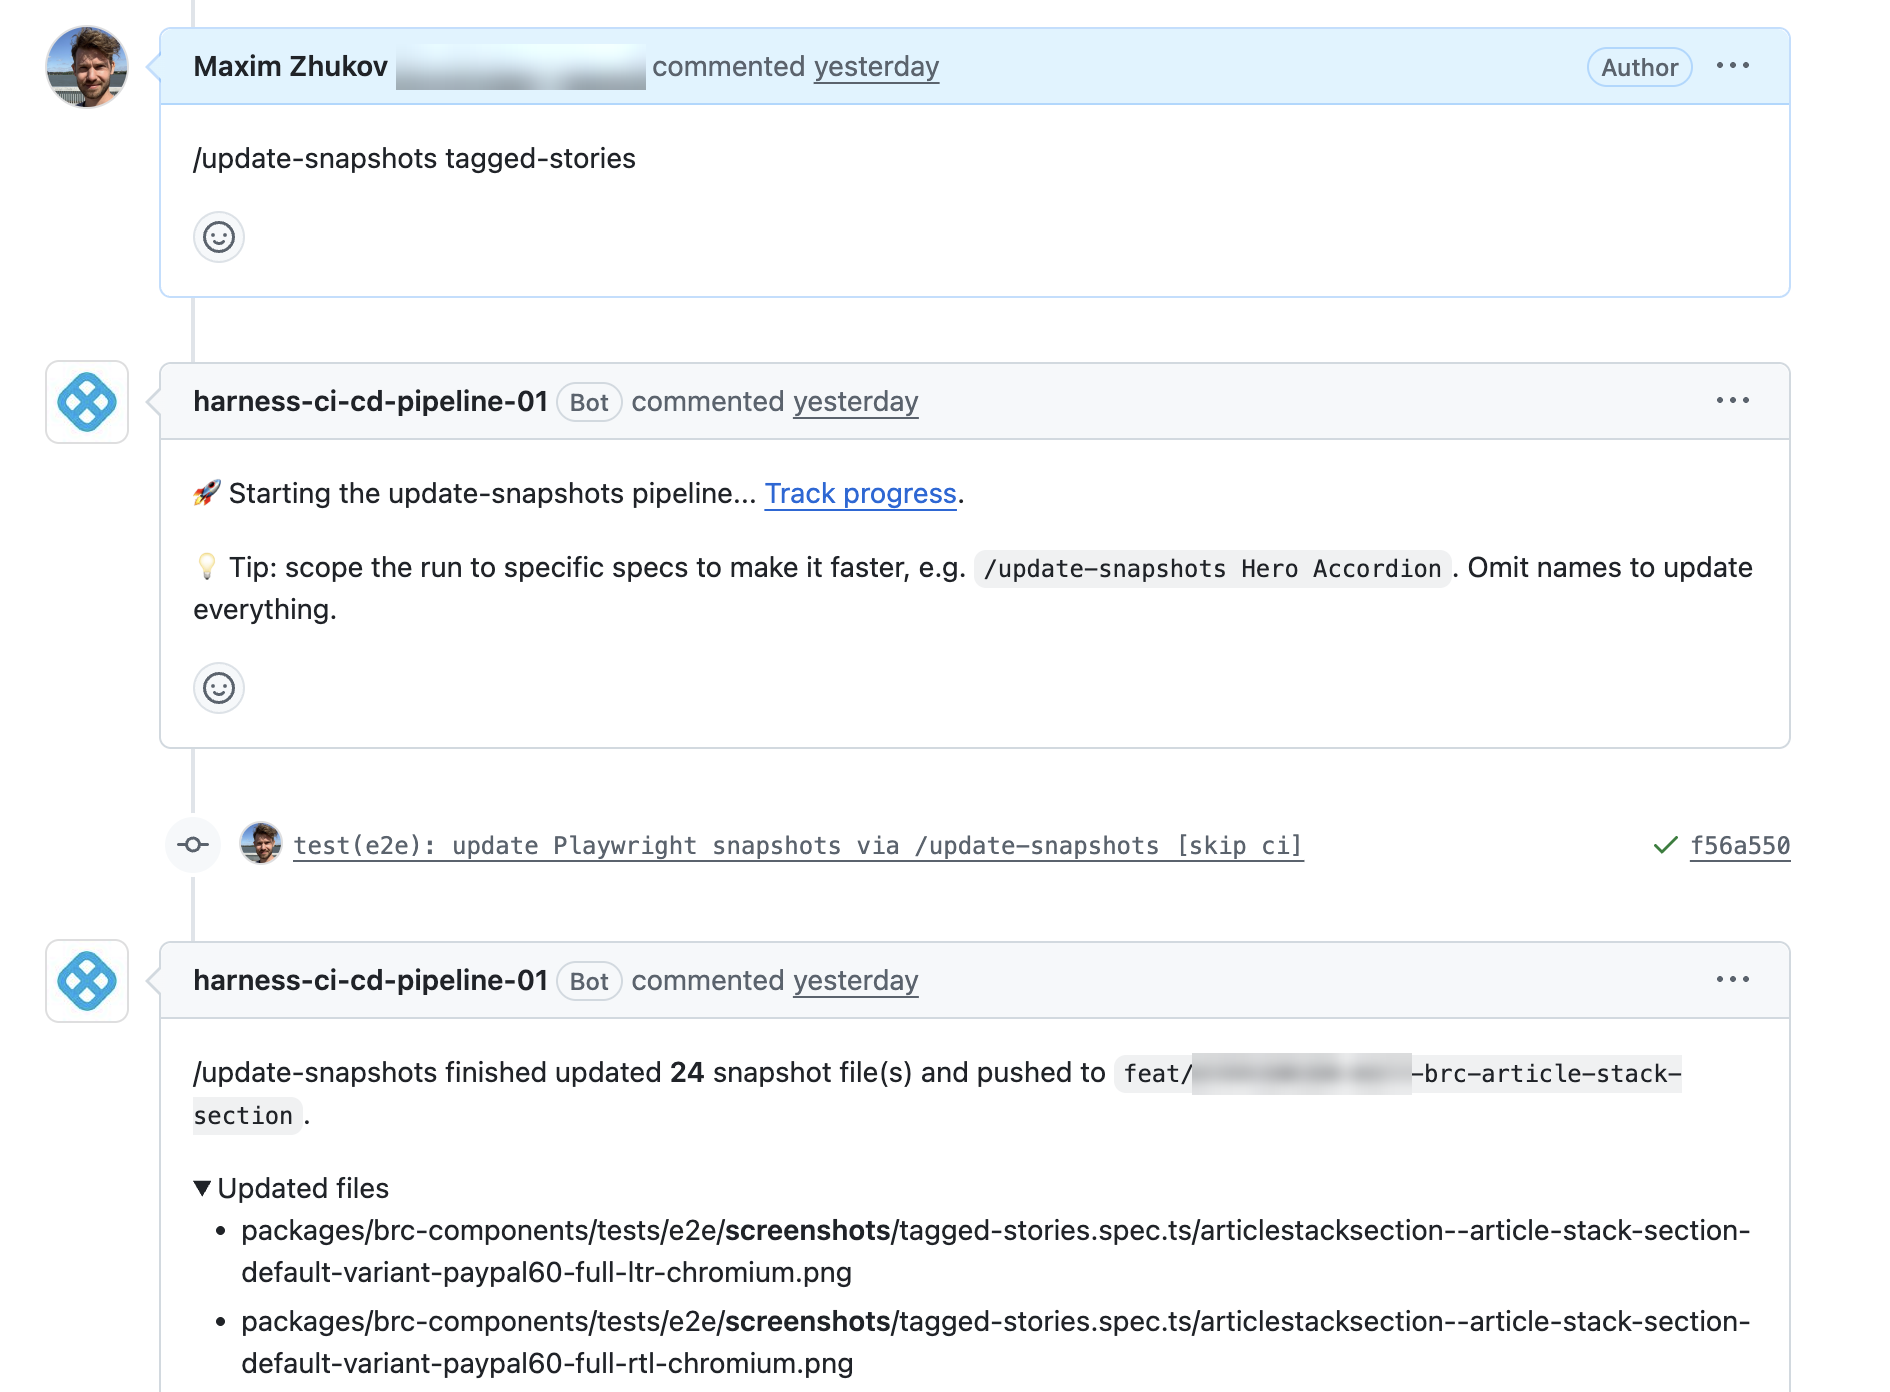 Maxim Zhukov commented yesterday
Author
/update-snapshots tagged-stories
harness-ci-cd-pipeline-01 Bot commented yesterday
🚀 Starting the update-snapshots pipeline... Track progress.
💡 Tip: scope the run to specific specs to make it faster, e.g. /update-snapshots Hero Accordion. Omit names to update
everything.
test(e2e): update Playwright snapshots via /update-snapshots [skip ci]
f56a550
harness-ci-cd-pipeline-01 Bot commented yesterday
/update-snapshots finished updated 24 snapshot file(s) and pushed to feat/ -brc-article-stack-
section.
▼ Updated files
• packages/brc-components/tests/e2e/screenshots/tagged-stories.spec.ts/articlestacksection--article-stack-section-
default-variant-paypal60-full-ltr-chromium.png
• packages/brc-components/tests/e2e/screenshots/tagged-stories.spec.ts/articlestacksection--article-stack-section-
default-variant-paypal60-full-rtl-chromium.png